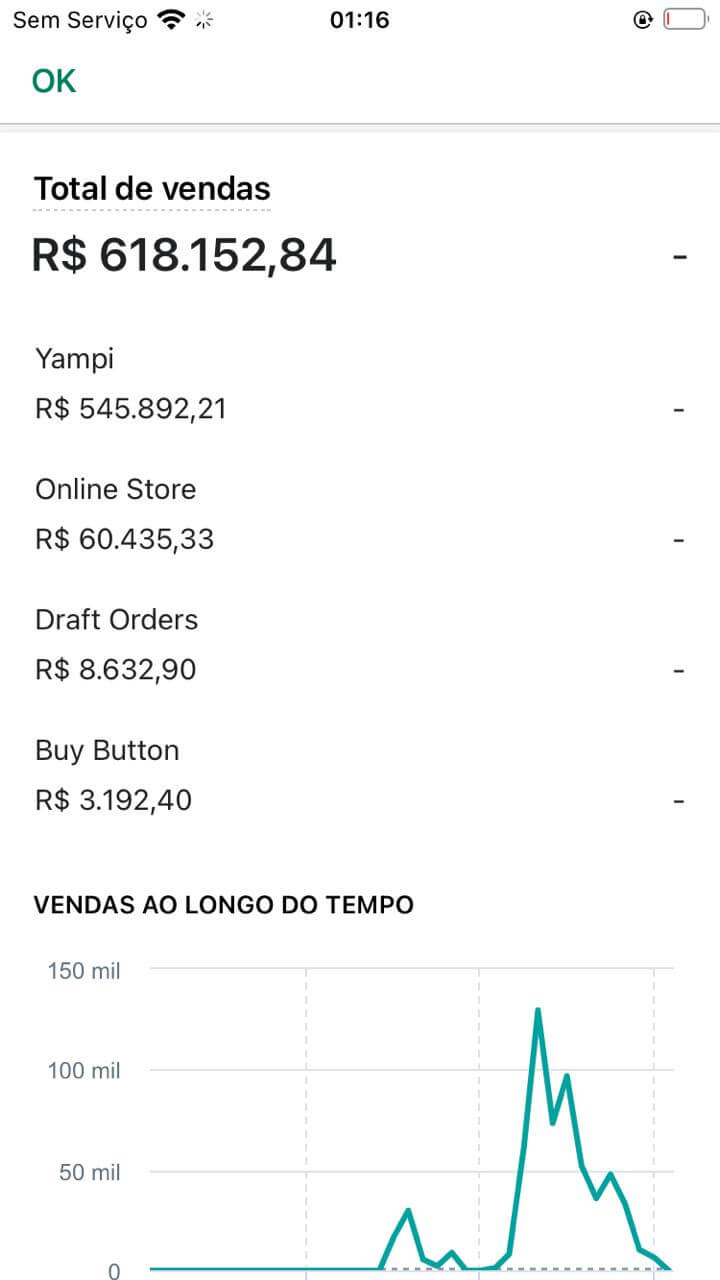 Sem Serviço 01:16
OK
Total de vendas
R$ 618.152,84 -
Yampi
R$ 545.892,21 -
Online Store
R$ 60.435,33 -
Draft Orders
R$ 8.632,90 -
Buy Button
R$ 3.192,40 -
VENDAS AO LONGO DO TEMPO
150 mil
100 mil
50 mil
0